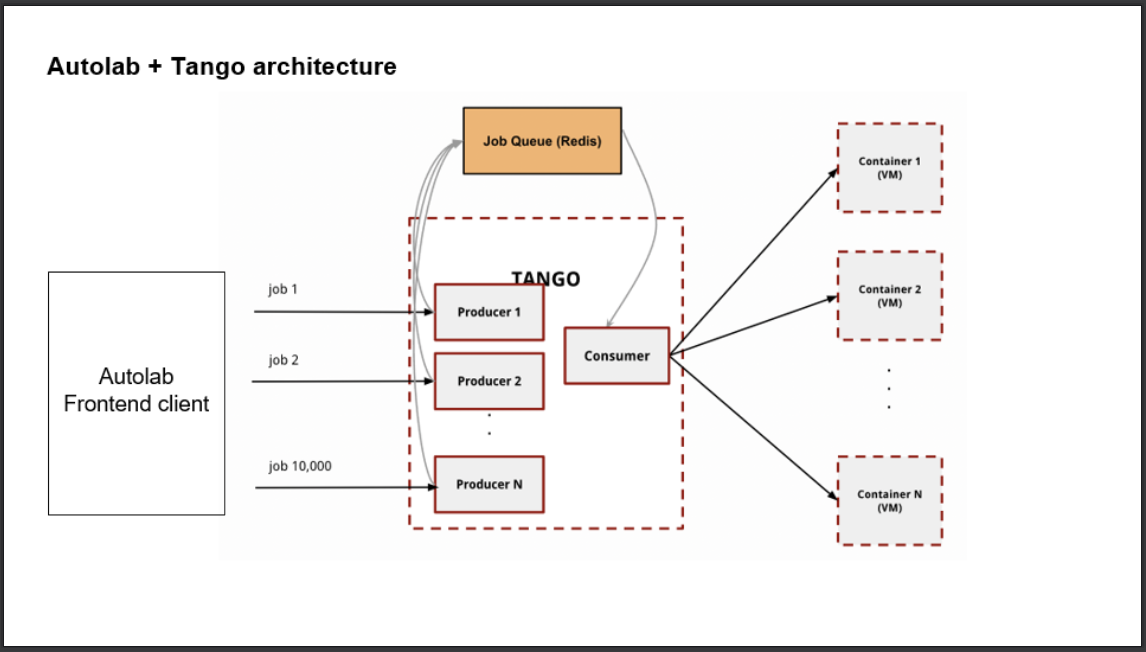 Autolab + Tango architecture
Job Queue (Redis)
Container 1
(VM)
TANGO
Container 2
(VM)
job 1
Producer 1
Consumer
job 2
Producer 2
Autolab
Frontend client
job 10,000
Producer N
Container N
(VM)